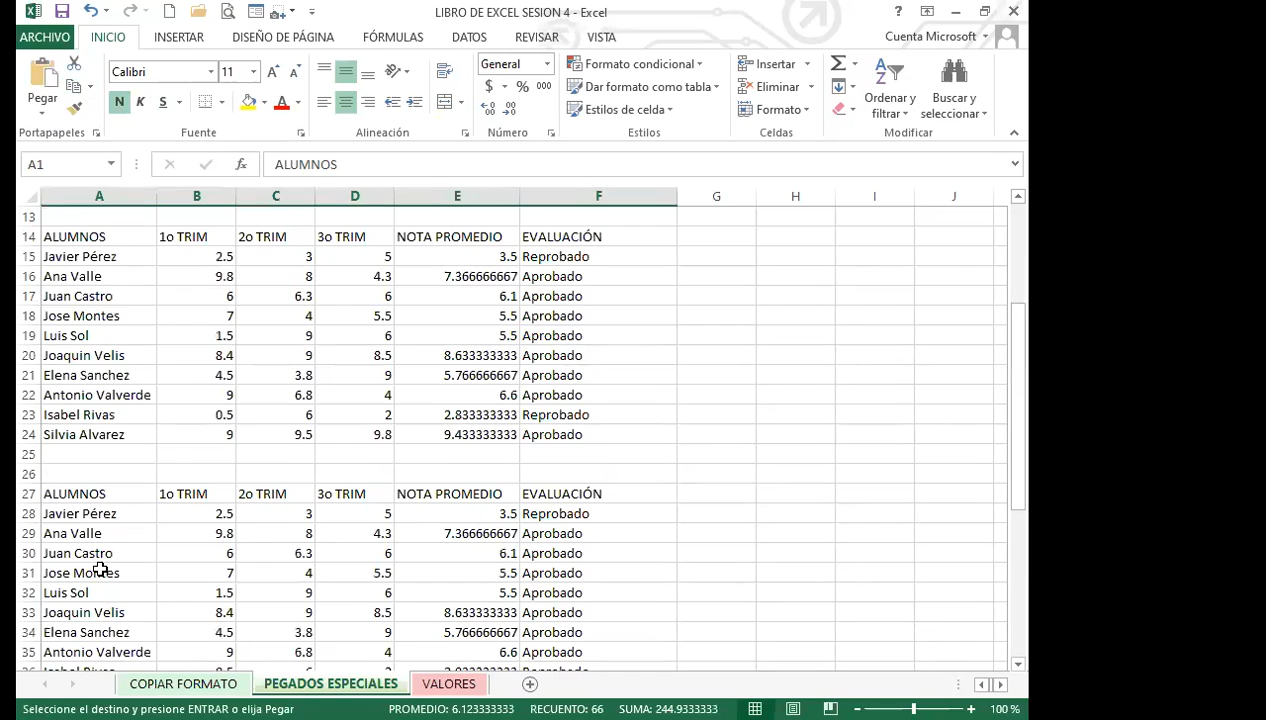 LIBRO DE EXCEL SESION 4 - Excel
ARCHIVO INICIO INSERTAR DISEÑO DE PÁGINA FÓRMULAS DATOS REVISAR VISTA Cuenta Microsoft
Pegar
Calibri 11
N K S
General
$ % 000
Formato condicional
Dar formato como tabla
Estilos de celda
Insertar
Eliminar
Formato
Ordenar y filtrar
Buscar y seleccionar
Portapapeles Fuente Alineación Número Estilos Celdas Modificar
A1 fx ALUMNOS
A B C D E F G H I J
13
14 ALUMNOS 1o TRIM 2o TRIM 3o TRIM NOTA PROMEDIO EVALUACIÓN
15 Javier Pérez 2.5 3 5 3.5 Reprobado
16 Ana Valle 9.8 8 4.3 7.366666667 Aprobado
17 Juan Castro 6 6.3 6 6.1 Aprobado
18 Jose Montes 7 4 5.5 5.5 Aprobado
19 Luis Sol 1.5 9 6 5.5 Aprobado
20 Joaquin Velis 8.4 9 8.5 8.633333333 Aprobado
21 Elena Sanchez 4.5 3.8 9 5.766666667 Aprobado
22 Antonio Valverde 9 6.8 4 6.6 Aprobado
23 Isabel Rivas 0.5 6 2 2.833333333 Reprobado
24 Silvia Alvarez 9 9.5 9.8 9.433333333 Aprobado
25
26
27 ALUMNOS 1o TRIM 2o TRIM 3o TRIM NOTA PROMEDIO EVALUACIÓN
28 Javier Pérez 2.5 3 5 3.5 Reprobado
29 Ana Valle 9.8 8 4.3 7.366666667 Aprobado
30 Juan Castro 6 6.3 6 6.1 Aprobado
31 Jose Montes 7 4 5.5 5.5 Aprobado
32 Luis Sol 1.5 9 6 5.5 Aprobado
33 Joaquin Velis 8.4 9 8.5 8.633333333 Aprobado
34 Elena Sanchez 4.5 3.8 9 5.766666667 Aprobado
35 Antonio Valverde 9 6.8 4 6.6 Aprobado
COPIAR FORMATO PEGADOS ESPECIALES VALORES
Seleccione el destino y presione ENTRAR o elija Pegar PROMEDIO: 6.123333333 RECUENTO: 66 SUMA: 244.9333333 100 %